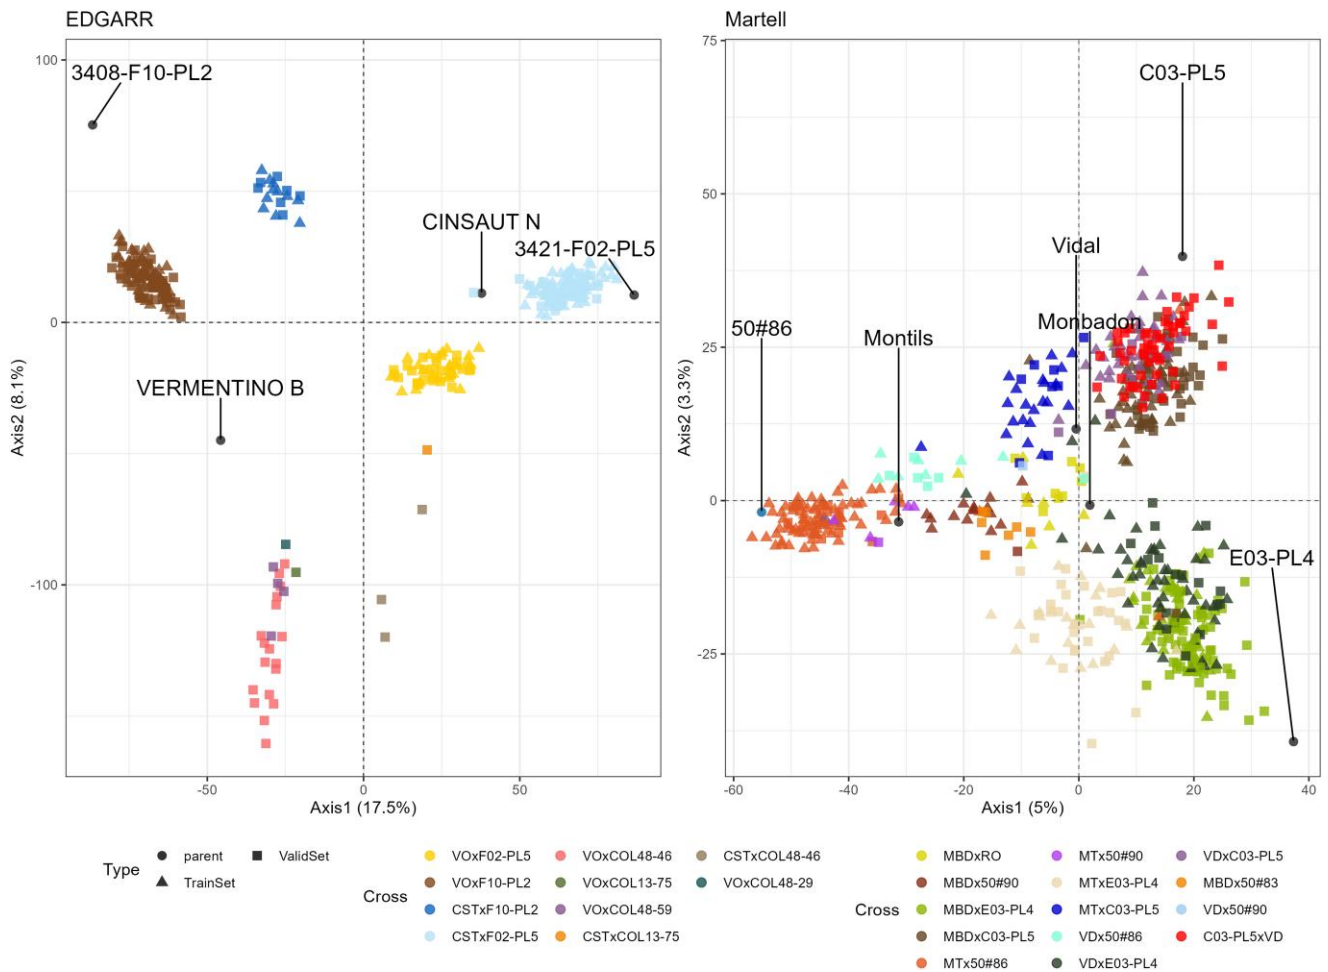 EDGARR
Martell
100
0
-100
Axis2 (8.1%)
-50
0
50
Axis1 (17.5%)
3408-F10-PL2
CINSAUT N
3421-F02-PL5
VERMENTINO B
75
50
25
0
-25
Axis2 (3.3%)
-60
-40
-20
0
20
40
Axis1 (5%)
C03-PL5
Vidal
Monbadon
50#86
Montils
E03-PL4
Type
parent
ValidSet
TrainSet
Cross
VOxF02-PL5
VOxCOL48-46
CSTxCOL48-46
VOxF10-PL2
VOxCOL13-75
VOxCOL48-29
CSTxF10-PL2
VOxCOL48-59
CSTxF02-PL5
CSTxCOL13-75
Cross
MBDxRO
MTx50#90
VDxC03-PL5
MBDx50#90
MTxE03-PL4
MBDx50#83
MBDxE03-PL4
MTxC03-PL5
VDx50#90
MBDxC03-PL5
VDx50#86
C03-PL5xVD
MTx50#86
VDxE03-PL4